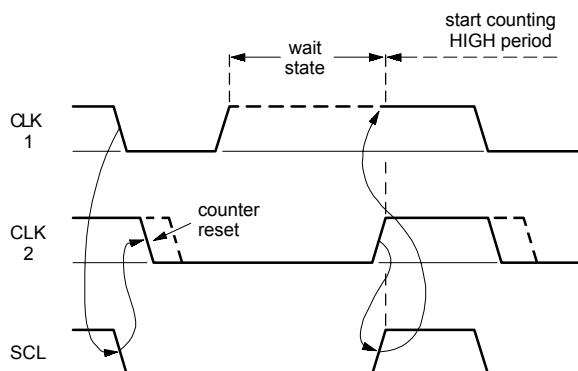 start counting
HIGH period
wait
state
CLK
1
counter
reset
CLK
2
SCL